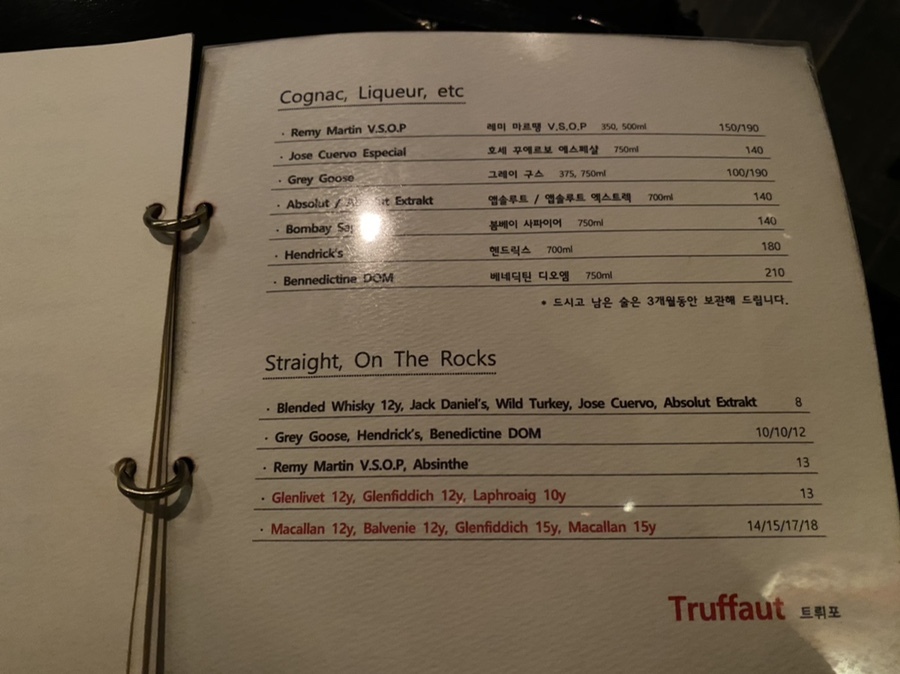 Cognac, Liqueur, etc
· Remy Martin V.S.O.P 레미 마르땡 V.S.O.P 350, 500ml 150/190
· Jose Cuervo Especial 호세 꾸에르보 에스페샬 750ml 140
· Grey Goose 그레이 구스 375, 750ml 100/190
· Absolut / Extrakt 앱솔루트 / 앱솔루트 엑스트렉 700ml 140
· Bombay 봄베이 사파이어 750ml 140
· Hendrick's 헨드릭스 700ml 180
· Bennedictine DOM 베네딕틴 디오엠 750ml 210
• 드시고 남은 술은 3개월동안 보관해 드립니다.
Straight, On The Rocks
· Blended Whisky 12y, Jack Daniel's, Wild Turkey, Jose Cuervo, Absolut Extrakt 8
· Grey Goose, Hendrick's, Benedictine DOM 10/10/12
· Remy Martin V.S.O.P, Absinthe 13
· Glenlivet 12y, Glenfiddich 12y, Laphroaig 10y 13
· Macallan 12y, Balvenie 12y, Glenfiddich 15y, Macallan 15y 14/15/17/18
Truffaut 트뤼포